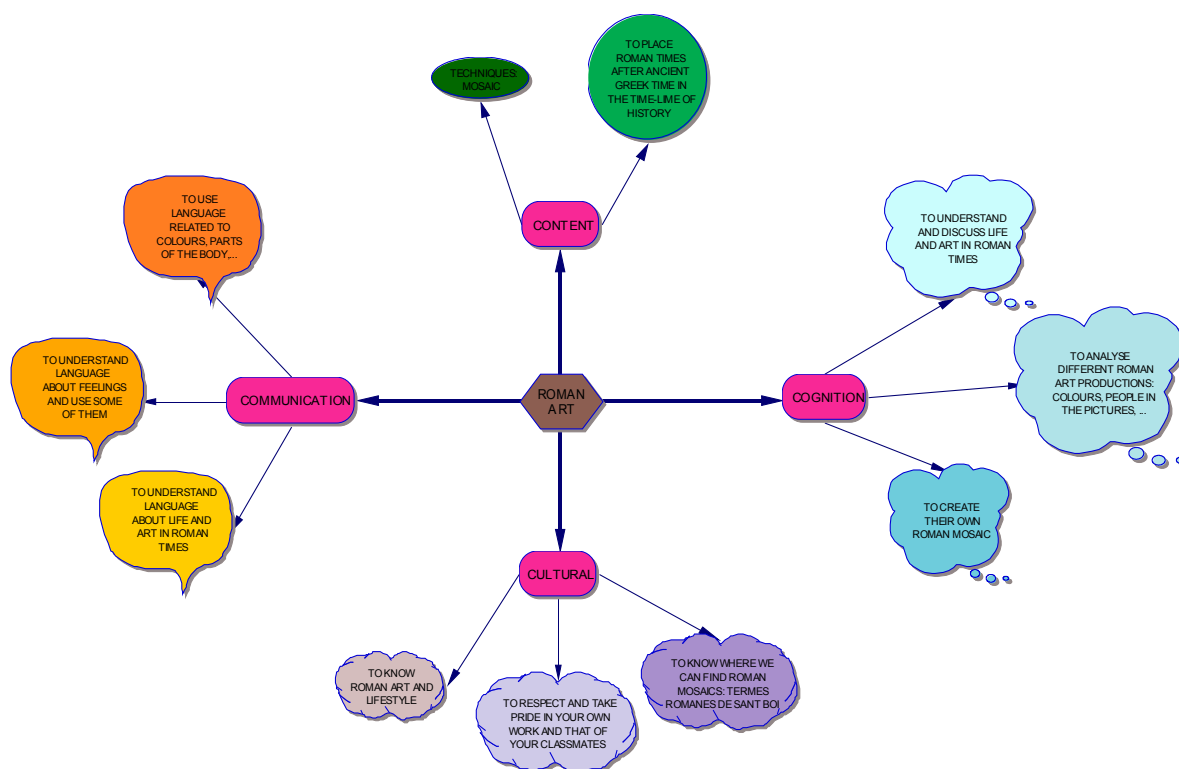 TECHNIQUES:
MOSAIC
TO PLACE
ROMAN TIMES
AFTER ANCIENT
GREEK TIME IN
THE TIME-LIME OF
HISTORY
CONTENT
TO USE
LANGUAGE
RELATED TO
COLOURS, PARTS
OF THE BODY,...
TO UNDERSTAND
LANGUAGE
ABOUT FEELINGS
AND USE SOME
OF THEM
TO UNDERSTAND
LANGUAGE
ABOUT LIFE AND
ART IN ROMAN
TIMES
COMMUNICATION
ROMAN
ART
COGNITION
TO UNDERSTAND
AND DISCUSS LIFE
AND ART IN ROMAN
TIMES
TO ANALYSE
DIFFERENT ROMAN
ART PRODUCTIONS:
COLOURS, PEOPLE IN
THE PICTURES, ...
TO CREATE
THEIR OWN
ROMAN MOSAIC
CULTURAL
TO KNOW
ROMAN ART AND
LIFESTYLE
TO RESPECT AND TAKE
PRIDE IN YOUR OWN
WORK AND THAT OF
YOUR CLASSMATES
TO KNOW WHERE WE
CAN FIND ROMAN
MOSAICS: TERMES
ROMANES DE SANT BOI